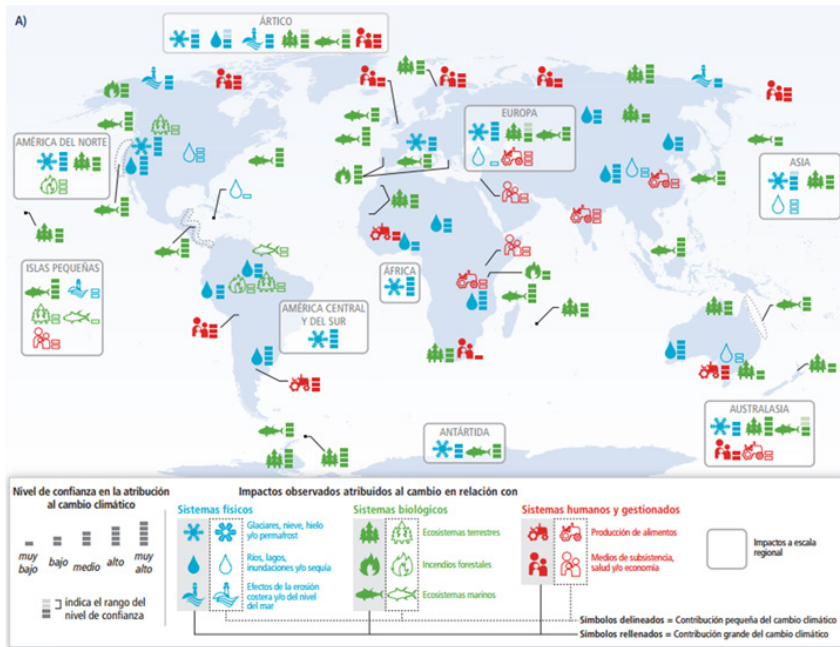 A)
ÁRTICO
EUROPA
AMÉRICA DEL NORTE
ASIA
ISLAS PEQUEÑAS
ÁFRICA
AMÉRICA CENTRAL
Y DEL SUR
ANTÁRTIDA
AUSTRALASIA
Nivel de confianza en la atribución
al cambio climático
muy
bajo
bajo
medio
alto
muy
alto
indica el rango del
nivel de confianza
Impactos observados atribuidos al cambio en relación con
Sistemas físicos
Glaciares, nieve, hielo
y/o permafrost
Ríos, lagos,
inundaciones y/o sequía
Efectos de la erosión
costera y/o del nivel
del mar
Sistemas biológicos
Ecosistemas terrestres
Incendios forestales
Ecosistemas marinos
Sistemas humanos y gestionados
Producción de alimentos
Medios de subsistencia,
salud y/o economía
Impactos a escala
regional
Símbolos delineados = Contribución pequeña del cambio climático
Símbolos rellenados = Contribución grande del cambio climático